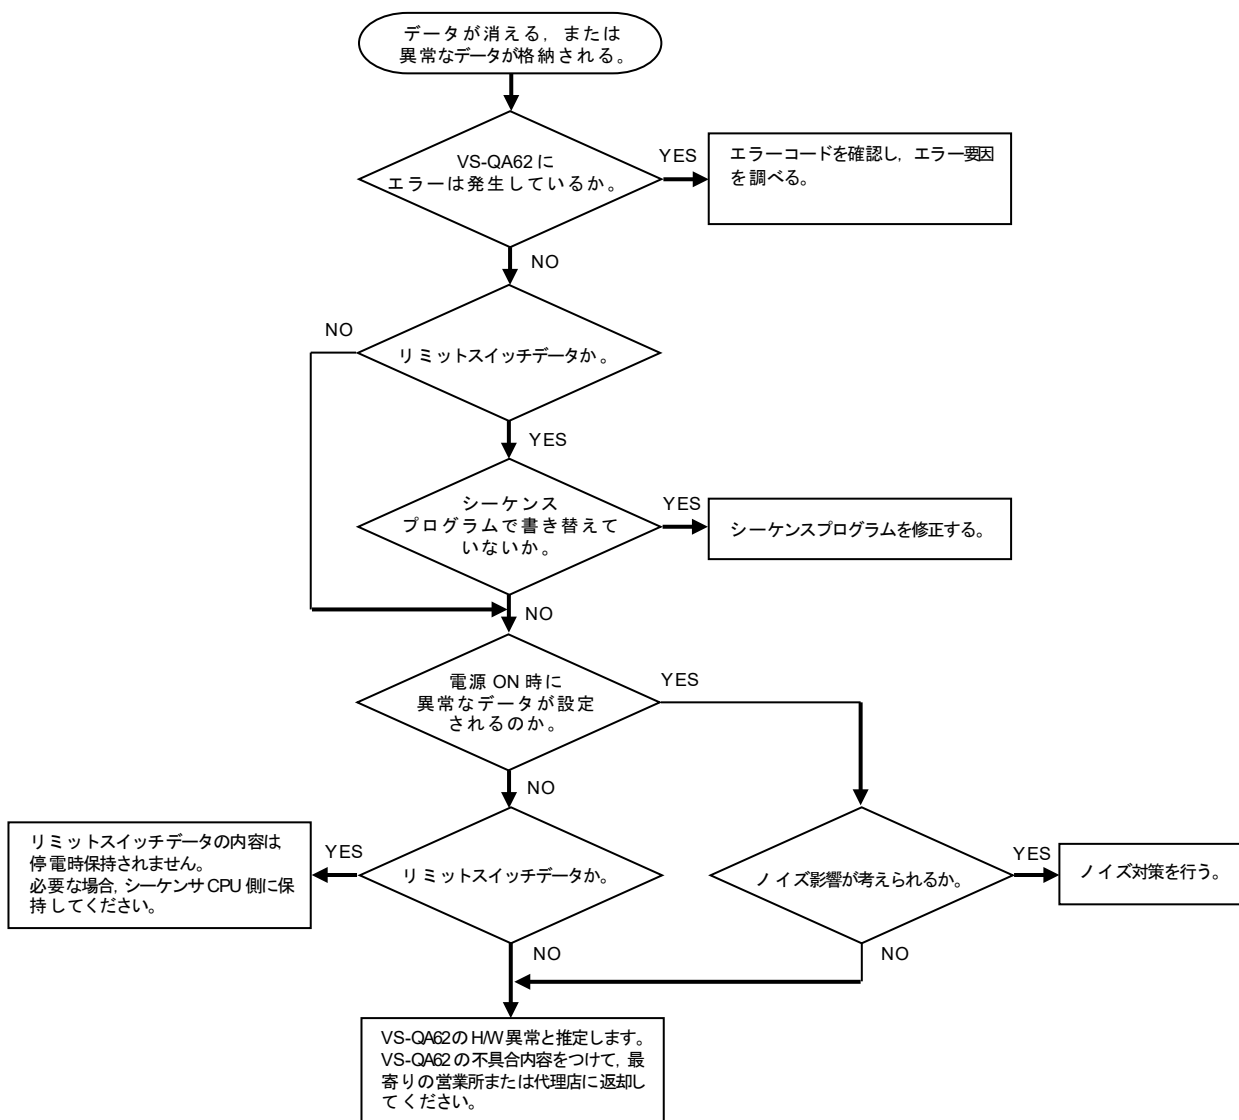 データが消える，または
異常なデータが格納される。
VS-QA62に
エラーは発生しているか。
YES
エラーコードを確認し，エラー要因
を調べる。
NO
リミットスイッチデータか。
NO
YES
シーケンス
プログラムで書き替えて
いないか。
YES
シーケンスプログラムを修正する。
NO
電源 ON 時に
異常なデータが設定
されるのか。
YES
NO
リミットスイッチデータか。
YES
リミットスイッチデータの内容は
停電時保持されません。
必要な場合，シーケンサ CPU 側に保
持してください。
ノイズ影響が考えられるか。
YES
ノイズ対策を行う。
NO
NO
VS-QA62の H/W 異常と推定します。
VS-QA62 の不具合内容をつけて，最
寄りの営業所または代理店に返却し
てください。